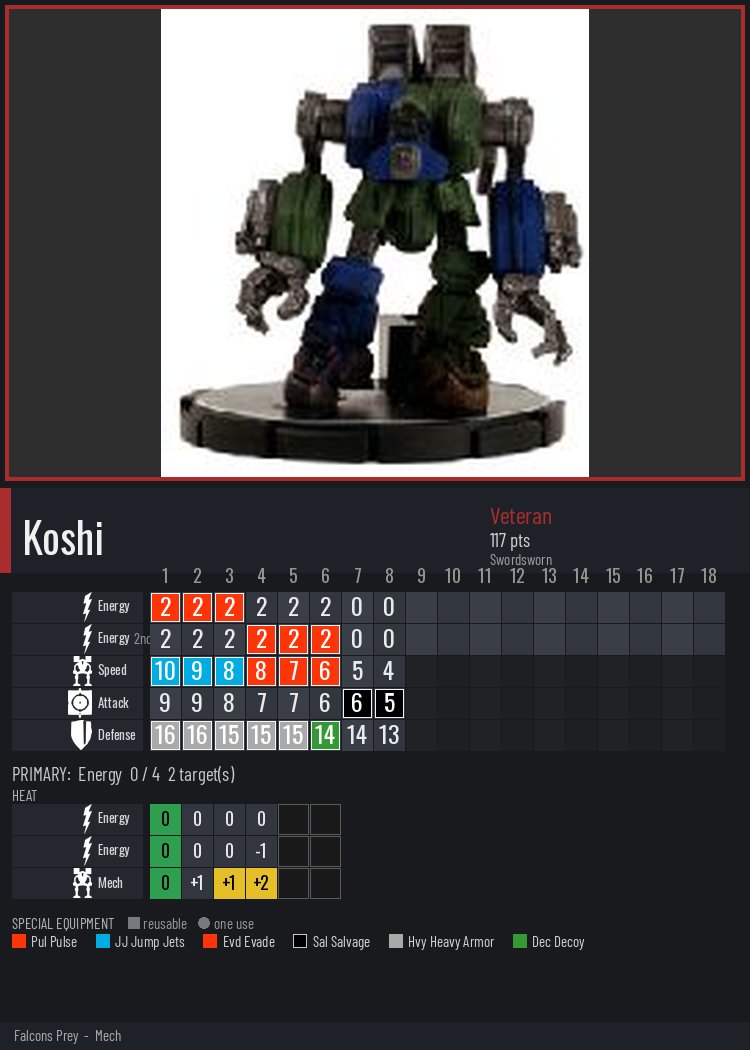 Koshi
Veteran
117 pts
Swordsworn
1 2 3 4 5 6 7 8 9 10 11 12 13 14 15 16 17 18
Energy 2 2 2 2 2 2 0 0
Energy 2nd 2 2 2 2 2 2 0 0
Speed 10 9 8 8 7 6 5 4
Attack 9 9 8 7 7 6 6 5
Defense 16 16 15 15 15 14 14 13
PRIMARY: Energy 0 / 4 2 target(s)
HEAT
Energy 0 0 0 0
Energy 0 0 0 -1
Mech 0 +1 +1 +2
SPECIAL EQUIPMENT reusable one use
Pul Pulse JJ Jump Jets Evd Evade Sal Salvage Hvy Heavy Armor Dec Decoy
Falcons Prey - Mech